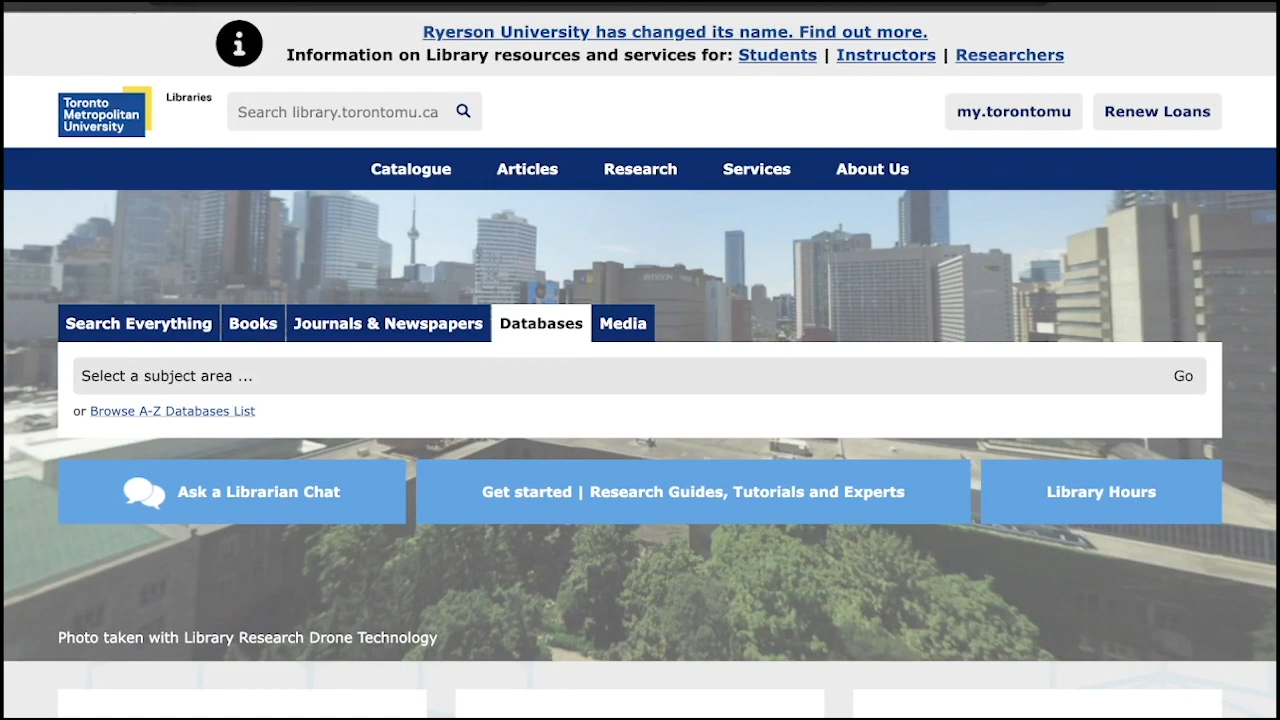 Ryerson University has changed its name. Find out more.
Information on Library resources and services for: Students | Instructors | Researchers
Toronto
Metropolitan
University
Libraries
Search library.torontomu.ca
my.torontomu
Renew Loans
Catalogue
Articles
Research
Services
About Us
RYERSON
Search Everything
Books
Journals & Newspapers
Databases
Media
Select a subject area ...
Go
or Browse A-Z Databases List
Ask a Librarian Chat
Get started | Research Guides, Tutorials and Experts
Library Hours
Photo taken with Library Research Drone Technology